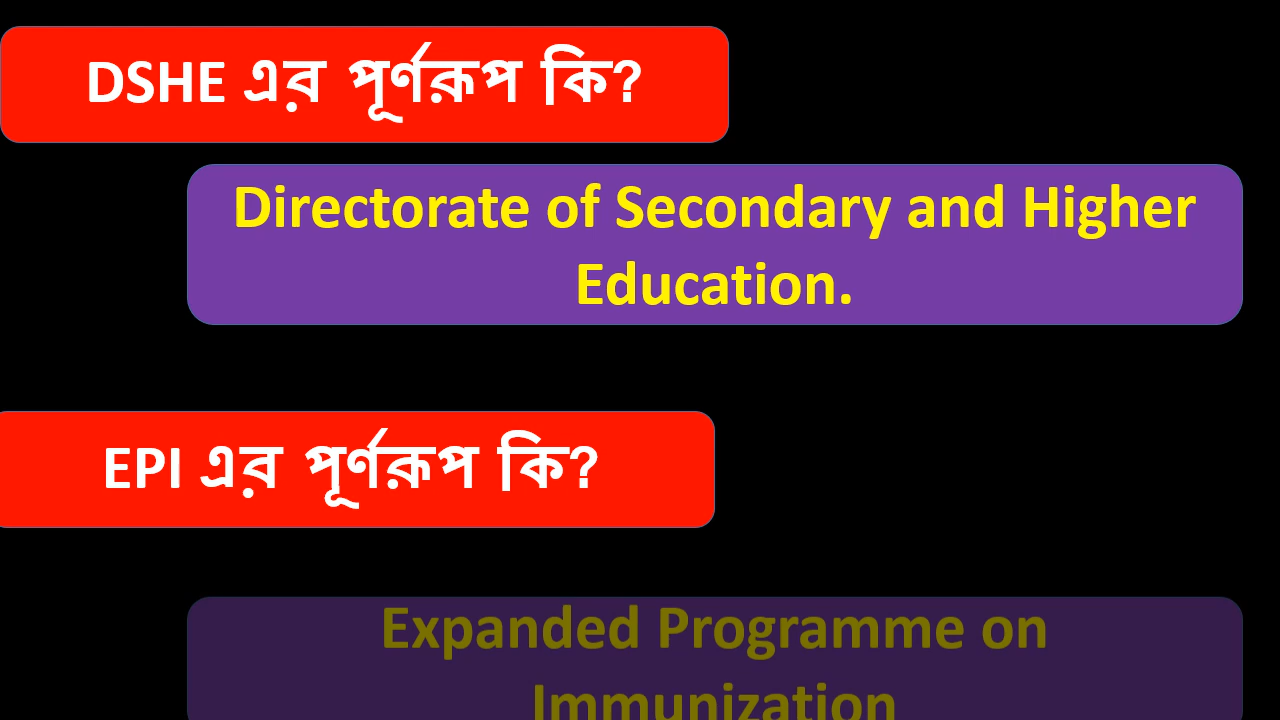 DSHE এর পূর্ণরূপ কি?
Directorate of Secondary and Higher
Education.
EPI এর পূর্ণরূপ কি?
Expanded Programme on
Immunization